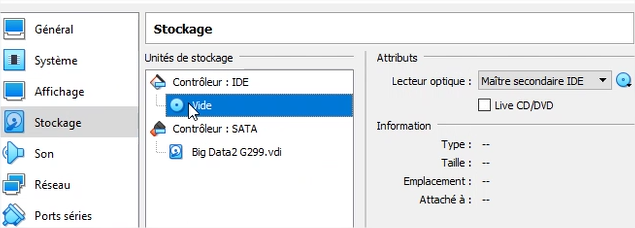 Général
Système
Affichage
Stockage
Son
Réseau
Ports séries
Stockage
Unités de stockage
Contrôleur : IDE
Vide
Contrôleur : SATA
Big Data2 G299.vdi
Attributs
Lecteur optique : Maître secondaire IDE
Live CD/DVD
Information
Type : --
Taille : --
Emplacement : --
Attaché à : --